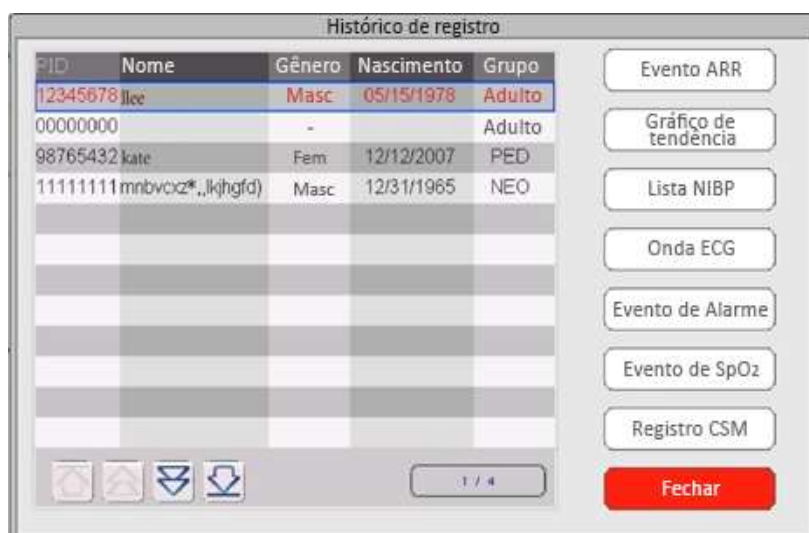 Histórico de registro
PID Nome Gênero Nascimento Grupo
12345678 llee Masc 05/15/1978 Adulto
00000000 - Adulto
98765432 kate Fem 12/12/2007 PED
11111111 mnbvcxz*,,lkjhgfd) Masc 12/31/1965 NEO
1 / 4
Evento ARR
Gráfico de
tendência
Lista NIBP
Onda ECG
Evento de Alarme
Evento de SpO2
Registro CSM
Fechar